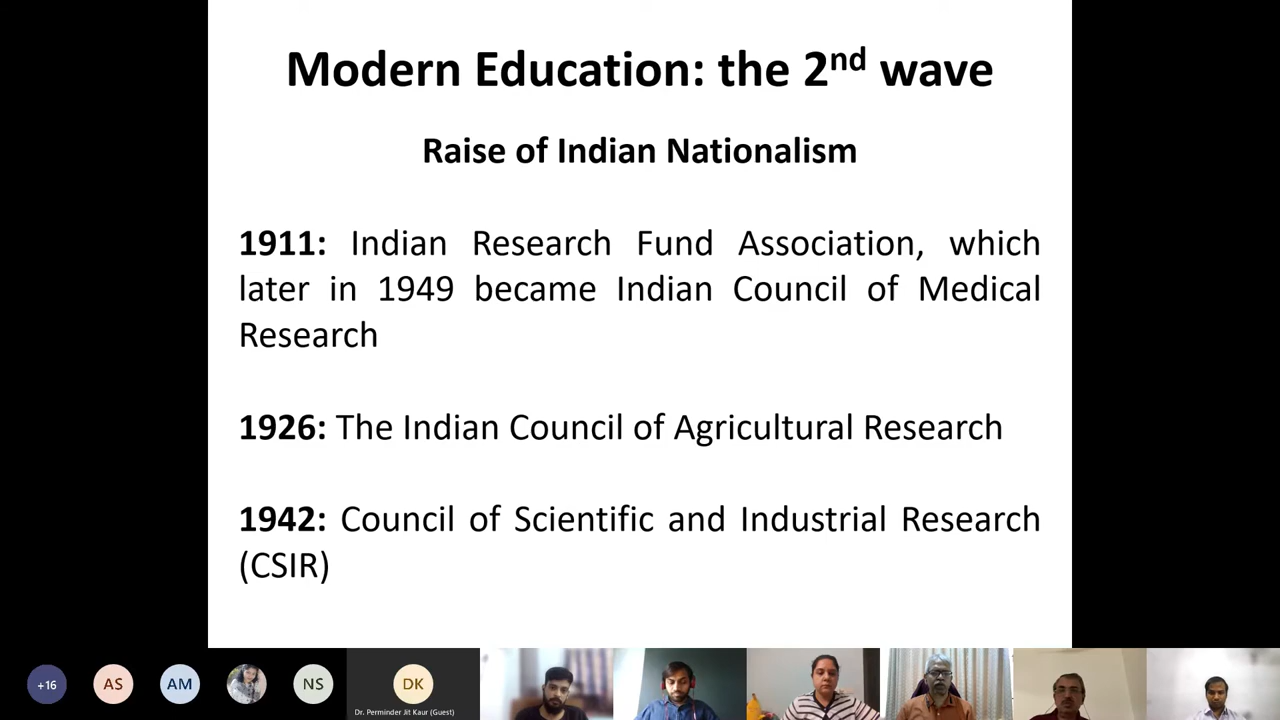 Modern Education: the 2nd wave
Raise of Indian Nationalism
1911: Indian Research Fund Association, which
later in 1949 became Indian Council of Medical
Research
1926: The Indian Council of Agricultural Research
1942: Council of Scientific and Industrial Research
(CSIR)
+16
AS
AM
NS
DK
Dr. Perminder Jit Kaur (Guest)